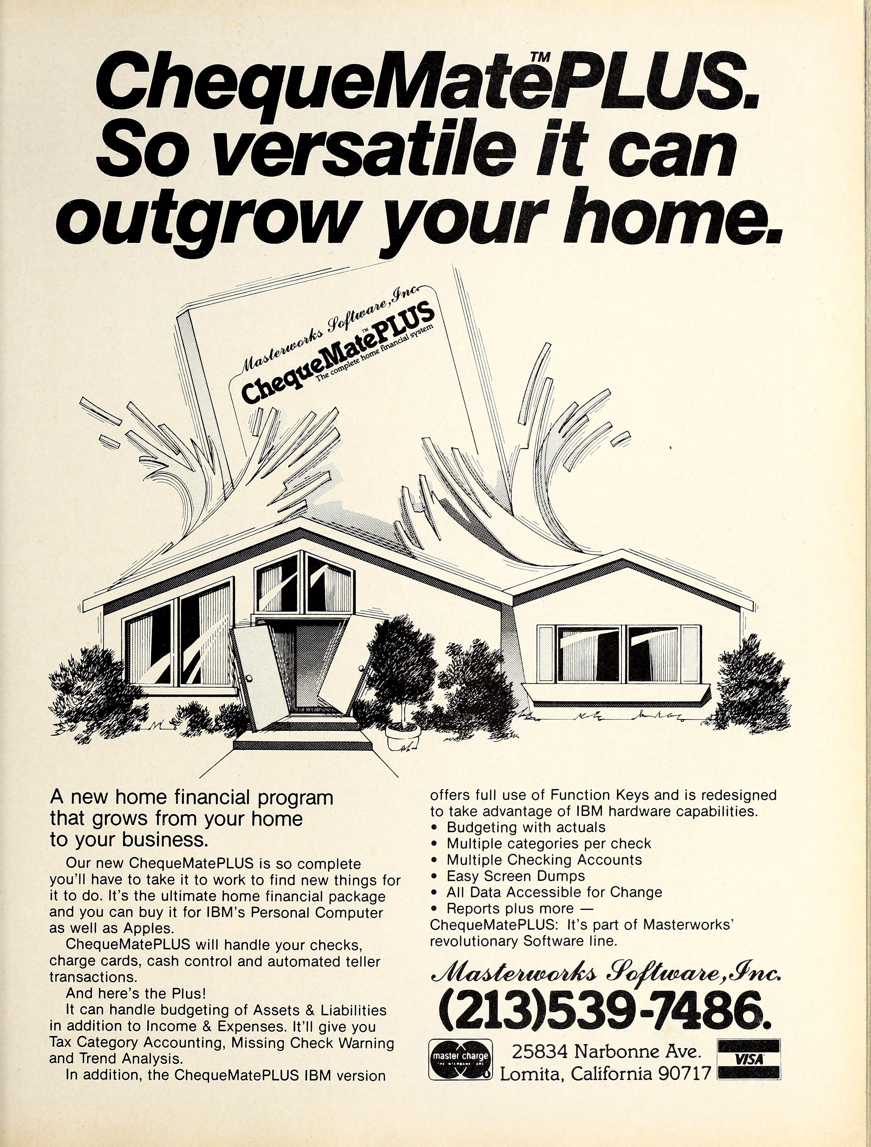 ChequeMate™PLUS.
So versatile it can
outgrow your home.
Masterworks Software, Inc.
ChequeMate™PLUS
The complete home financial system
A new home financial program
that grows from your home
to your business.
Our new ChequeMatePLUS is so complete
you'll have to take it to work to find new things for
it to do. It's the ultimate home financial package
and you can buy it for IBM's Personal Computer
as well as Apples.
ChequeMatePLUS will handle your checks,
charge cards, cash control and automated teller
transactions.
And here's the Plus!
It can handle budgeting of Assets & Liabilities
in addition to Income & Expenses. It'll give you
Tax Category Accounting, Missing Check Warning
and Trend Analysis.
In addition, the ChequeMatePLUS IBM version
offers full use of Function Keys and is redesigned
to take advantage of IBM hardware capabilities.
• Budgeting with actuals
• Multiple categories per check
• Multiple Checking Accounts
• Easy Screen Dumps
• All Data Accessible for Change
• Reports plus more —
ChequeMatePLUS: It's part of Masterworks'
revolutionary Software line.
Masterworks Software, Inc.
(213)539-7486.
master charge
25834 Narbonne Ave.
Lomita, California 90717
VISA